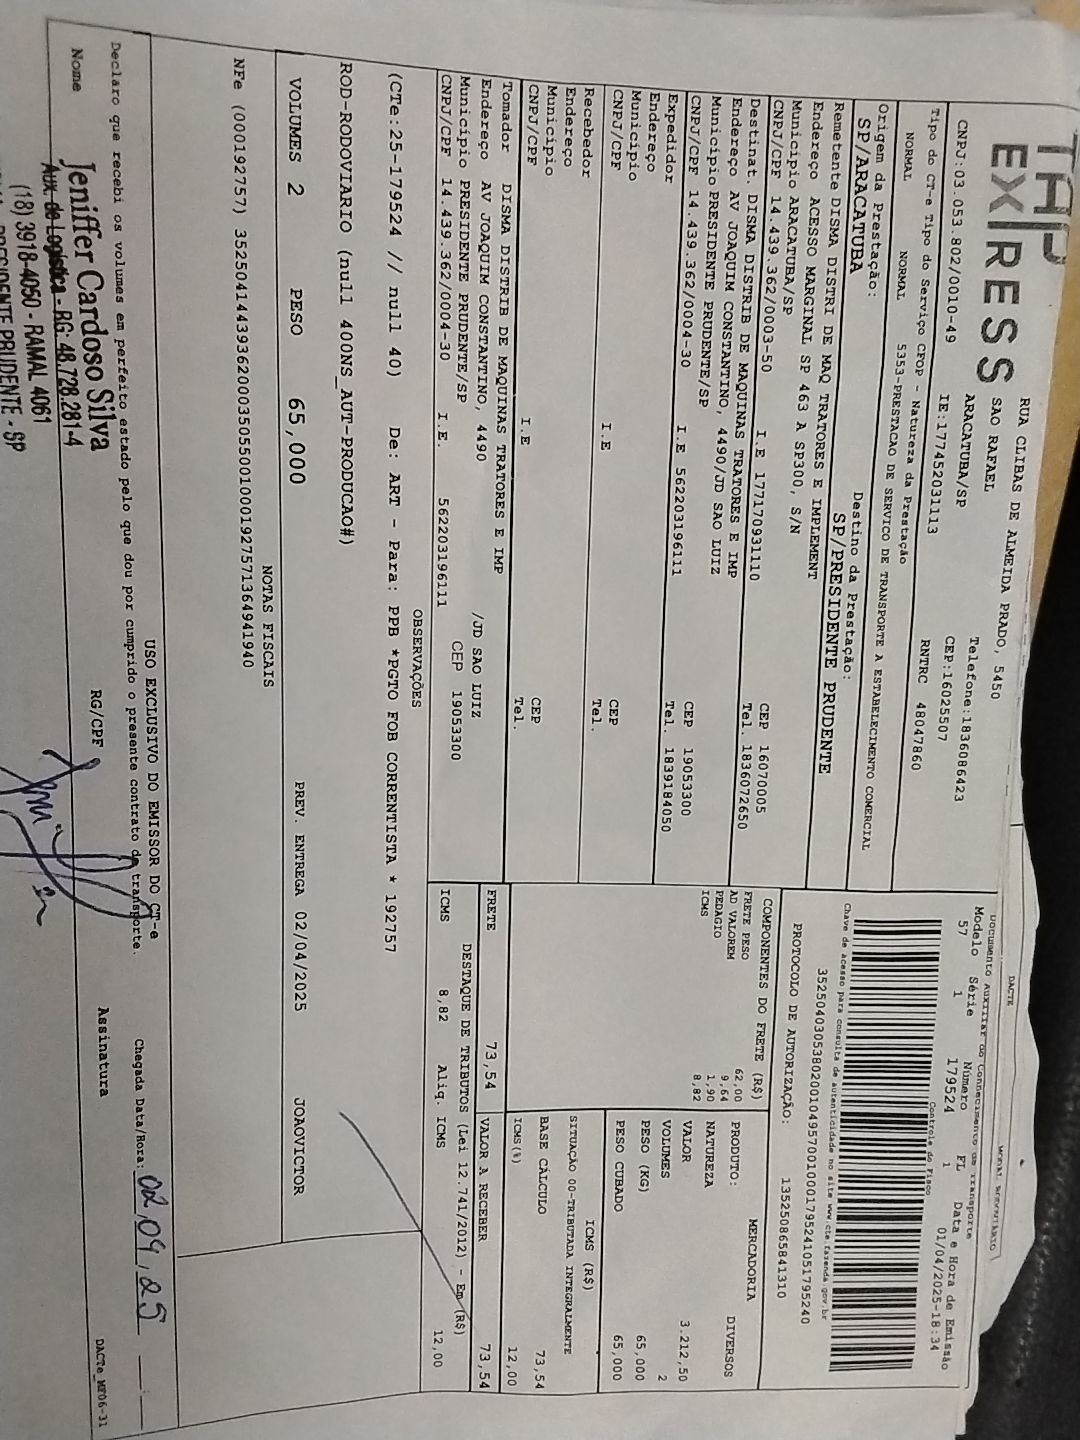 TAP
EXPRESS
RUA CLIBAS DE ALMEIDA PRADO, 5450
SAO RAFAEL
ARACATUBA/SP
Telefone:1836086423
CEP:16025507
CNPJ:03.053.802/0010-49 IE:177452031113 RNTRC 48047860
DACTE
Documento Auxiliar do Conhecimento de Transporte
MODAL RODOVIÁRIO
Modelo Série Número FL Data e Hora de Emissão
57 1 179524 1 01/04/2025-18:34
Controle do Fisco
Chave de acesso para consulta de autenticidade no site www.cte.fazenda.gov.br
35250403053802001049570010001795241051795240
PROTOCOLO DE AUTORIZAÇÃO: 135250865841310
Tipo do CT-e Tipo do Serviço CFOP - Natureza da Prestação
NORMAL NORMAL 5353-PRESTACAO DE SERVICO DE TRANSPORTE A ESTABELECIMENTO COMERCIAL
Origem da Prestação: Destino da Prestação:
SP/ARACATUBA SP/PRESIDENTE PRUDENTE
Remetente DISMA DISTRI DE MAQ TRATORES E IMPLEMENT
Endereço ACESSO MARGINAL SP 463 A SP300, S/N
Municipio ARACATUBA/SP CEP 16070005
CNPJ/CPF 14.439.362/0003-50 I.E 177170931110 Tel. 1836072650
Destinat. DISMA DISTRIB DE MAQUINAS TRATORES E IMP
Endereço AV JOAQUIM CONSTANTINO, 4490/JD SAO LUIZ
Municipio PRESIDENTE PRUDENTE/SP CEP 19053300
CNPJ/CPF 14.439.362/0004-30 I.E 562203196111 Tel. 1839184050
Expedidor
Endereço
Municipio CEP
CNPJ/CPF I.E Tel.
Recebedor
Endereço
Municipio CEP
CNPJ/CPF I.E Tel.
Tomador DISMA DISTRIB DE MAQUINAS TRATORES E IMP
Endereço AV JOAQUIM CONSTANTINO, 4490 /JD SAO LUIZ
Municipio PRESIDENTE PRUDENTE/SP CEP 19053300
CNPJ/CPF 14.439.362/0004-30 I.E. 562203196111
COMPONENTES DO FRETE (R$)
FRETE PESO 62,00
AD VALOREM 9,64
PEDAGIO 1,90
ICMS 8,82
MERCADORIA
PRODUTO: DIVERSOS
NATUREZA
VALOR 3.212,50
VOLUMES 2
PESO (KG) 65,000
PESO CUBADO 65,000
ICMS (R$)
SITUAÇÃO 00-TRIBUTADA INTEGRALMENTE
BASE CÁLCULO 73,54
ICMS(%) 12,00
FRETE 73,54 VALOR A RECEBER 73,54
DESTAQUE DE TRIBUTOS (Lei 12.741/2012) - Em (R$)
ICMS 8,82 Aliq. ICMS 12,00
OBSERVAÇÕES
(CTe:25-179524 // null 40) De: ART - Para: PPB *PGTO FOB CORRENTISTA * 192757
ROD-RODOVIARIO (null 400NS_AUT-PRODUCAO#)
VOLUMES 2 PESO 65,000 PREV. ENTREGA 02/04/2025 JOAOVICTOR
NOTAS FISCAIS
NFe (000192757) 35250414439362000350550010001927571364941940
USO EXCLUSIVO DO EMISSOR DO CT-e
Declaro que recebi os volumes em perfeito estado pelo que dou por cumprido o presente contrato de transporte.
Chegada Data/Hora: 02,09,25
Nome RG/CPF Assinatura
Jeniffer Cardoso Silva
Aux. de Logística - RG: 48.728.281-4
(18) 3918-4050 - RAMAL 4061
PRESIDENTE PRUDENTE - SP
DACTe_MF06-31